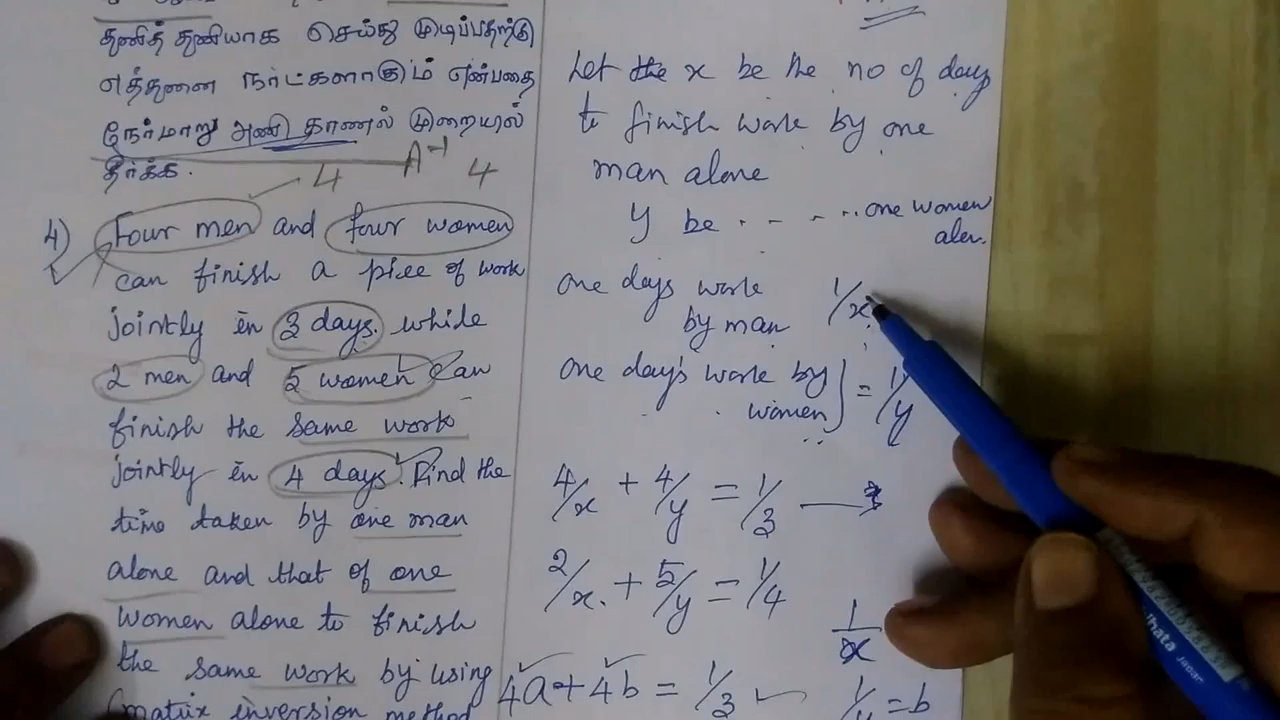 தனித் தனியாக செய்து முடிப்பதற்கு
எத்துனை நாட்களாகும் என்பதை
நேர்மாறு அணி காணல் முறையில்
தீர்க்க.
4 A⁻¹ 4
4) Four men and four women
can finish a piece of work
jointly in 3 days. while
2 men and 5 women can
finish the same work
jointly in 4 days. Find the
time taken by one man
alone and that of one
women alone to finish
the same work by using
(matrix inversion method
Let the x be the no of days
to finish work by one
man alone
y be - - - .. one women
alon.
One days work
by man 1/x
One day's work by
women } = 1/y
4/x + 4/y = 1/3
2/x + 5/y = 1/4
1/x
4a + 4b = 1/3
1/y = b